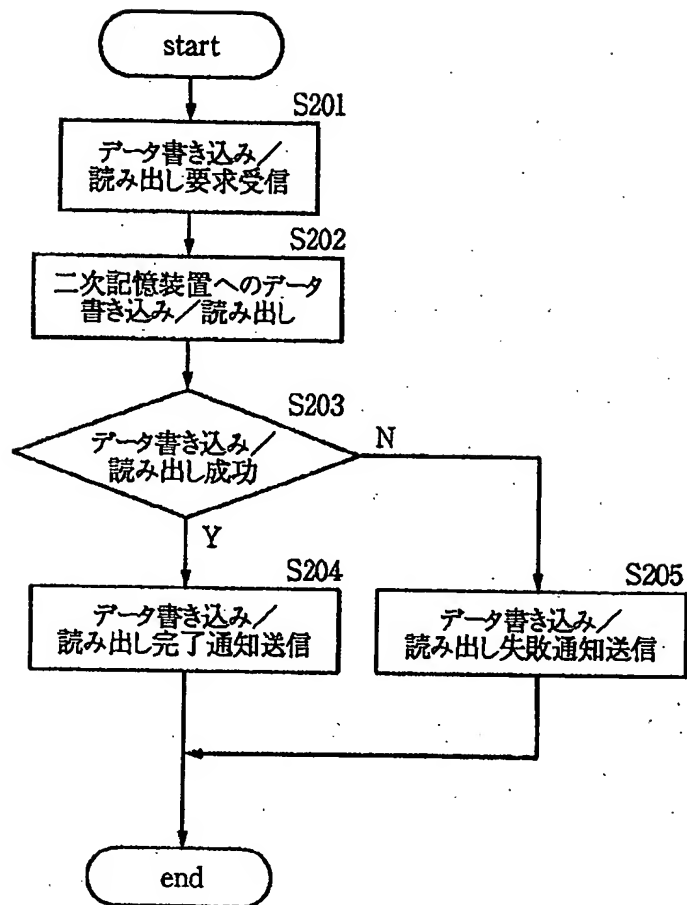 start
S201
データ書き込み／
読み出し要求受信
S202
二次記憶装置へのデータ
書き込み／読み出し
S203
データ書き込み／
読み出し成功
N
Y
S204
データ書き込み／
読み出し完了通知送信
S205
データ書き込み／
読み出し失敗通知送信
end